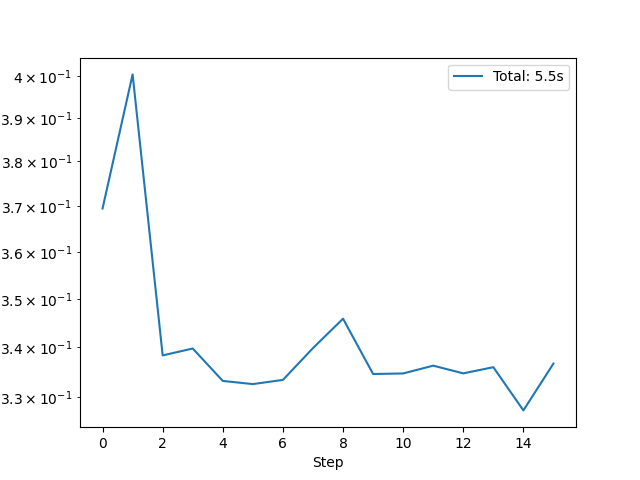 Total: 5.5s
4 × 10⁻¹
3.9 × 10⁻¹
3.8 × 10⁻¹
3.7 × 10⁻¹
3.6 × 10⁻¹
3.5 × 10⁻¹
3.4 × 10⁻¹
3.3 × 10⁻¹
0 2 4 6 8 10 12 14
Step